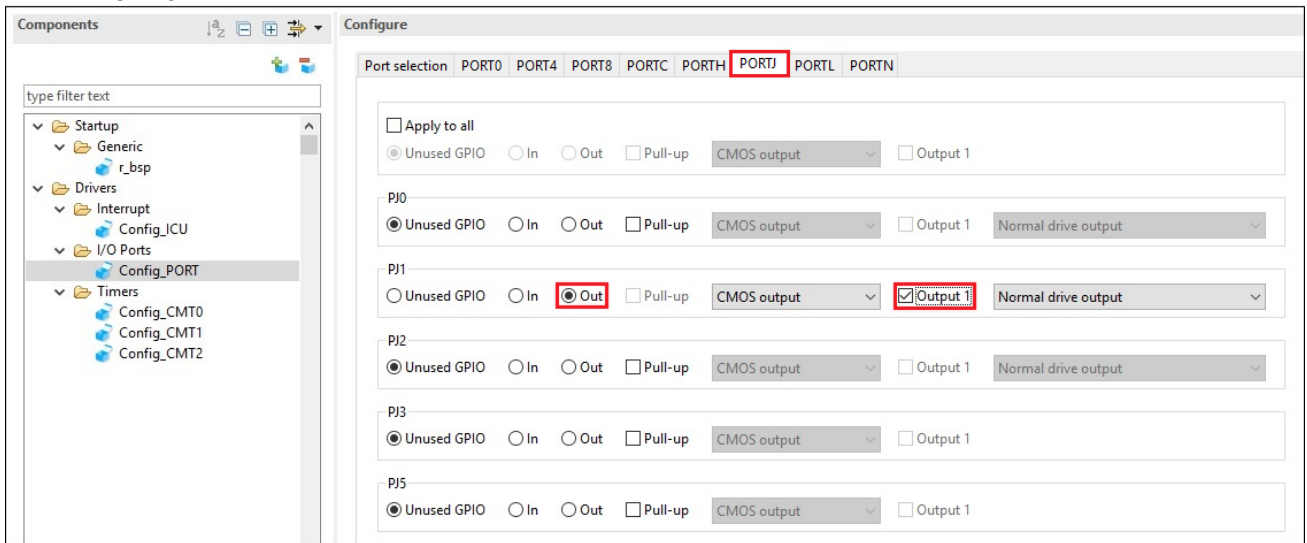 Components
Configure
type filter text
Startup
Generic
r_bsp
Drivers
Interrupt
Config_ICU
I/O Ports
Config_PORT
Timers
Config_CMT0
Config_CMT1
Config_CMT2
Port selection PORT0 PORT4 PORT8 PORTC PORTH PORTJ PORTL PORTN
Apply to all
Unused GPIO In Out Pull-up CMOS output Output 1
PJ0
Unused GPIO In Out Pull-up CMOS output Output 1 Normal drive output
PJ1
Unused GPIO In Out Pull-up CMOS output Output 1 Normal drive output
PJ2
Unused GPIO In Out Pull-up CMOS output Output 1 Normal drive output
PJ3
Unused GPIO In Out Pull-up CMOS output Output 1
PJ5
Unused GPIO In Out Pull-up CMOS output Output 1